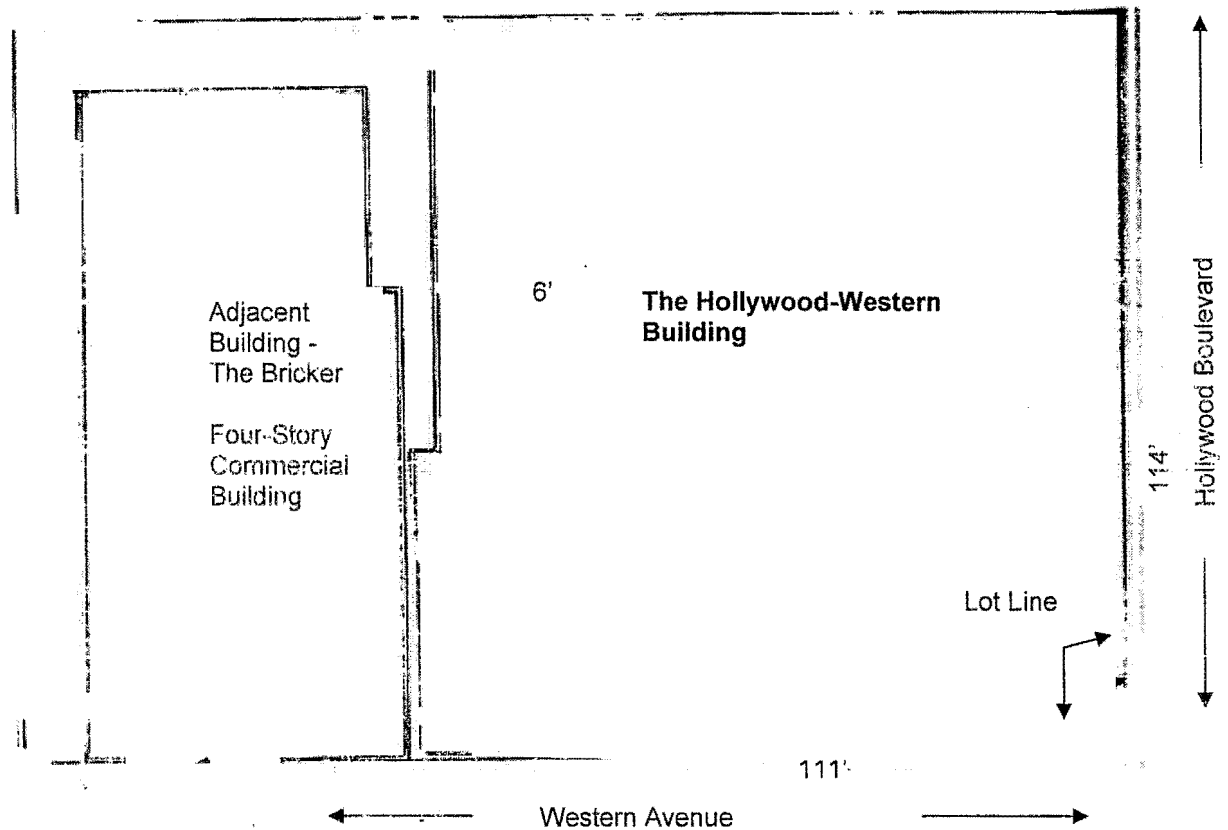 Adjacent
Building -
The Bricker
Four-Story
Commercial
Building
6'
The Hollywood-Western
Building
Lot Line
114'
Hollywood Boulevard
111'
Western Avenue